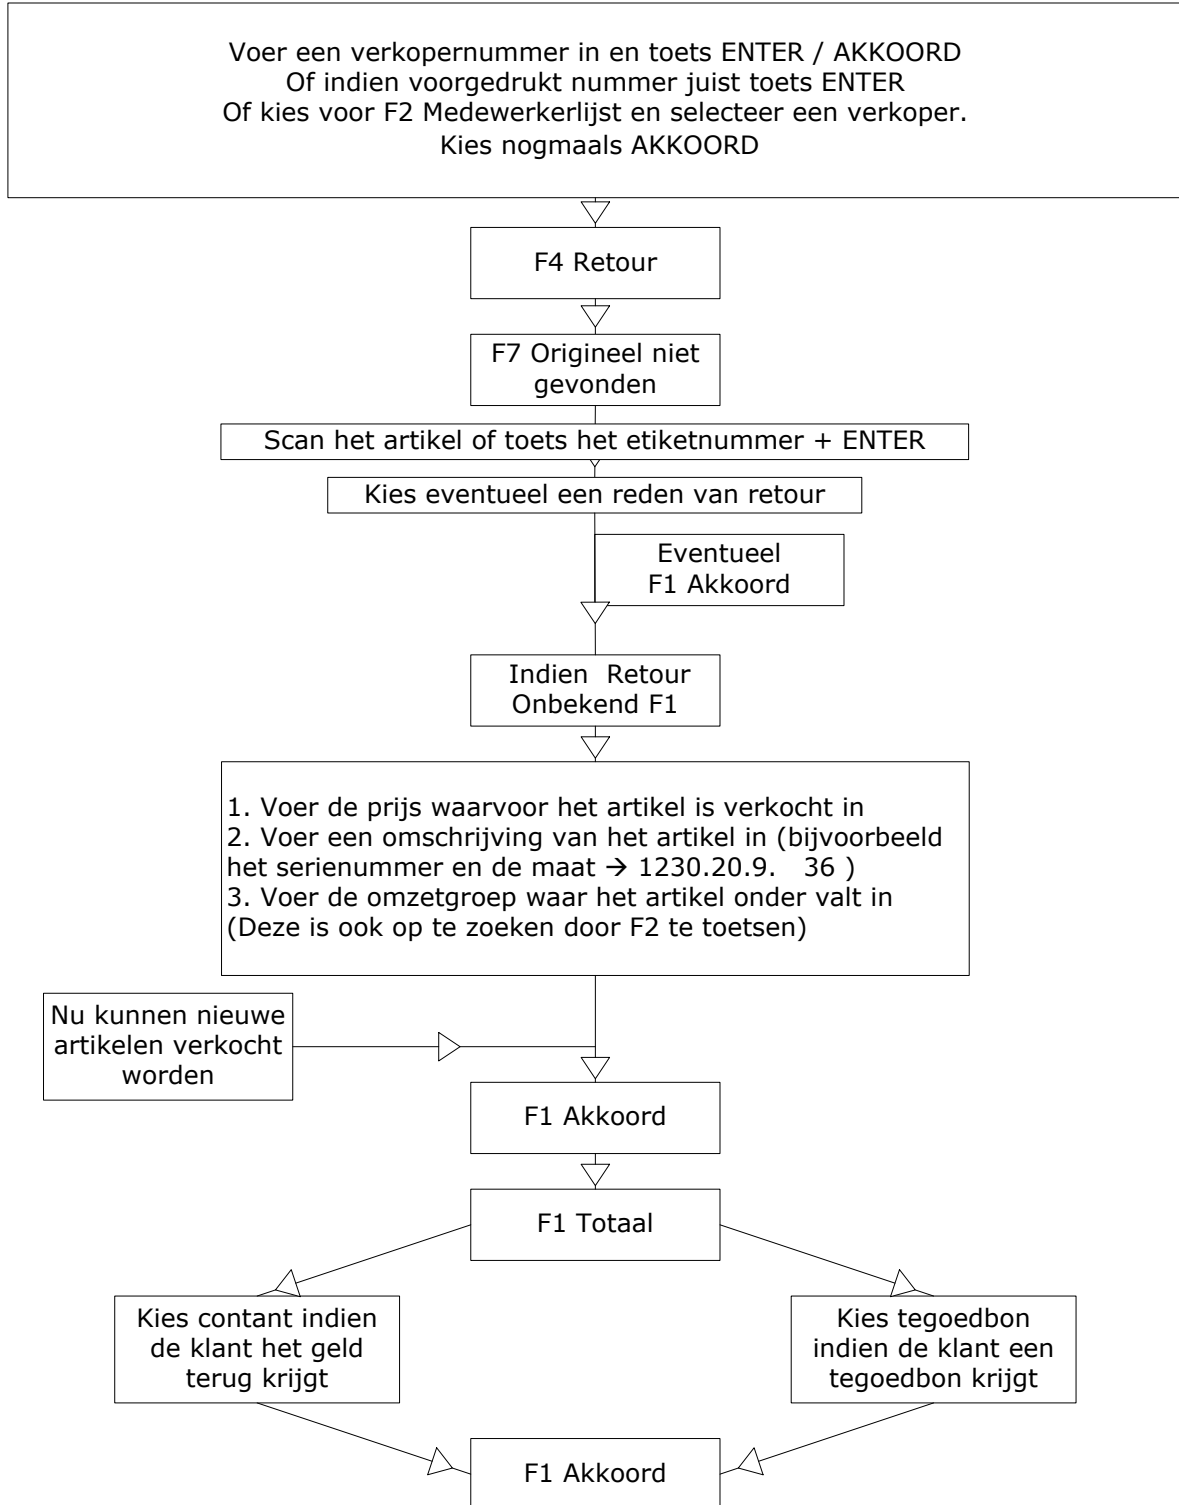 Voer een verkopernummer in en toets ENTER / AKKOORD
Of indien voorgedrukt nummer juist toets ENTER
Of kies voor F2 Medewerkerlijst en selecteer een verkoper.
Kies nogmaals AKKOORD
F4 Retour
F7 Origineel niet
gevonden
Scan het artikel of toets het etiketnummer + ENTER
Kies eventueel een reden van retour
Eventueel
F1 Akkoord
Indien  Retour
Onbekend F1
1. Voer de prijs waarvoor het artikel is verkocht in
2. Voer een omschrijving van het artikel in (bijvoorbeeld
het serienummer en de maat → 1230.20.9.   36 )
3. Voer de omzetgroep waar het artikel onder valt in
(Deze is ook op te zoeken door F2 te toetsen)
Nu kunnen nieuwe
artikelen verkocht
worden
F1 Akkoord
F1 Totaal
Kies contant indien
de klant het geld
terug krijgt
Kies tegoedbon
indien de klant een
tegoedbon krijgt
F1 Akkoord